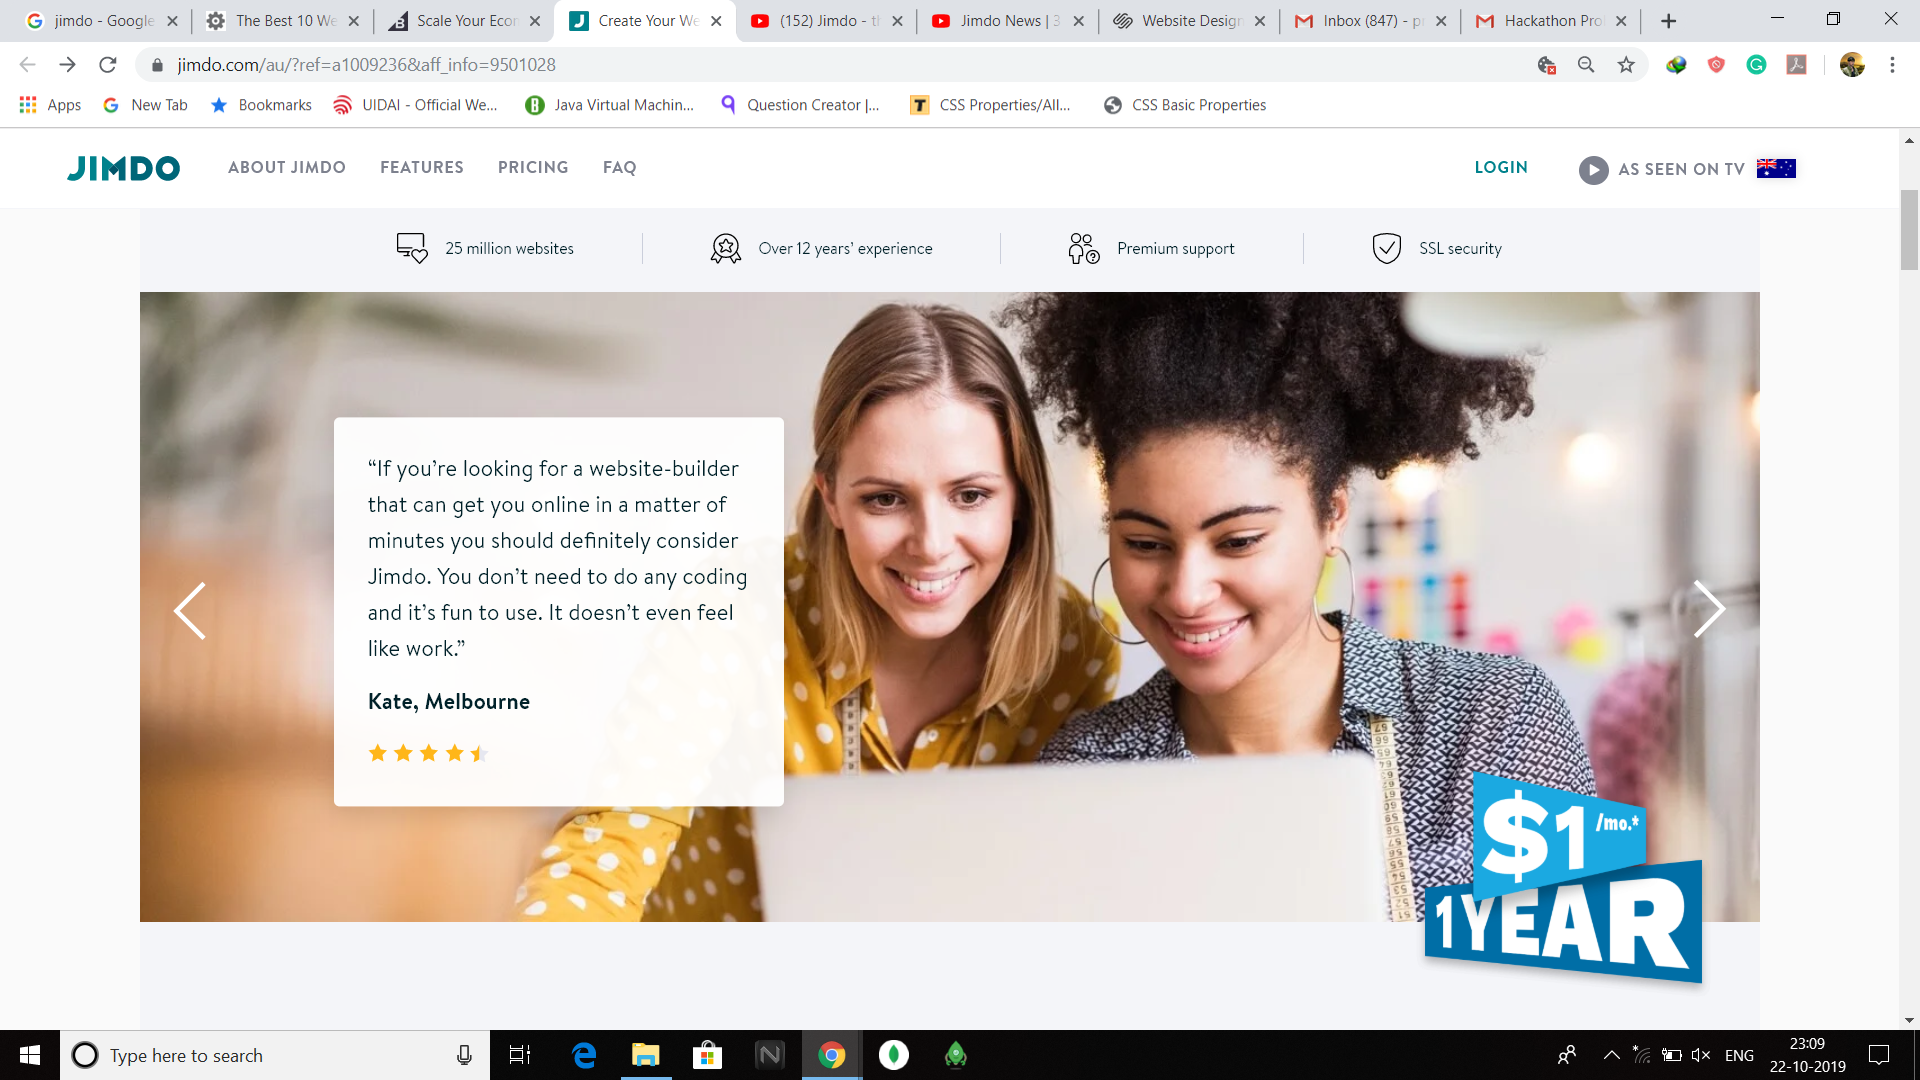 jimdo - Google
The Best 10 We
Scale Your Econ
Create Your We
(152) Jimdo - th
Jimdo News | 3
Website Design
Inbox (847) - pr
Hackathon Pro
jimdo.com/au/?ref=a1009236&aff_info=9501028
Apps
New Tab
Bookmarks
UIDAI - Official We...
Java Virtual Machin...
Question Creator |...
CSS Properties/All...
CSS Basic Properties
JIMDO
ABOUT JIMDO
FEATURES
PRICING
FAQ
LOGIN
AS SEEN ON TV
25 million websites
Over 12 years’ experience
Premium support
SSL security
“If you’re looking for a website-builder
that can get you online in a matter of
minutes you should definitely consider
Jimdo. You don’t need to do any coding
and it’s fun to use. It doesn’t even feel
like work.”
Kate, Melbourne
$1 /mo.*
1 YEAR
Type here to search
ENG
23:09
22-10-2019